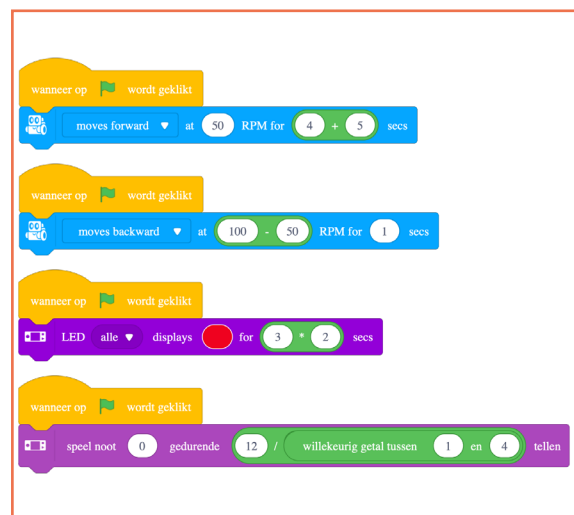 wanneer op wordt geklikt
moves forward at 50 RPM for 4 + 5 secs
wanneer op wordt geklikt
moves backward at 100 - 50 RPM for 1 secs
wanneer op wordt geklikt
LED alle displays for 3 * 2 secs
wanneer op wordt geklikt
speel noot 0 gedurende 12 / willekeurig getal tussen 1 en 4 tellen